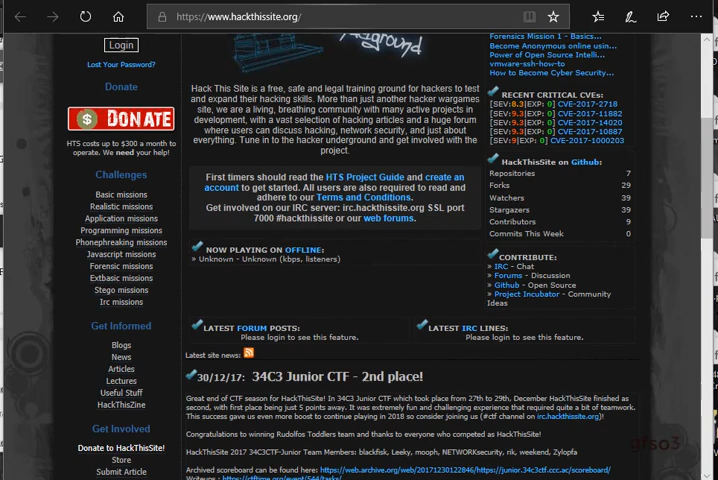 https://www.hackthissite.org/
Login
Lost Your Password?
Donate
DONATE
HTS costs up to $300 a month to
operate. We need your help!
Challenges
Basic missions
Realistic missions
Application missions
Programming missions
Phonephreaking missions
Javascript missions
Forensic missions
Extbasic missions
Stego missions
Irc missions
Get Informed
Blogs
News
Articles
Lectures
Useful Stuff
HackThisZine
Get Involved
Donate to HackThisSite!
Store
Submit Article
Hack This Site is a free, safe and legal training ground for hackers to test
and expand their hacking skills. More than just another hacker wargames
site, we are a living, breathing community with many active projects in
development, with a vast selection of hacking articles and a huge forum
where users can discuss hacking, network security, and just about
everything. Tune in to the hacker underground and get involved with the
project.
First timers should read the HTS Project Guide and create an
account to get started. All users are also required to read and
adhere to our Terms and Conditions.
Get involved on our IRC server: irc.hackthissite.org SSL port
7000 #hackthissite or our web forums.
NOW PLAYING ON OFFLINE:
» Unknown - Unknown (kbps, listeners)
LATEST FORUM POSTS:
Please login to see this feature.
LATEST IRC LINES:
Please login to see this feature.
Forensics Mission 1 - Basics...
Become Anonymous online usin...
Power of Open Source Intelli...
vmware-ssh-how-to
How to Become Cyber Security...
RECENT CRITICAL CVEs:
[SEV:8.3|EXP: 0] CVE-2017-2718
[SEV:9.3|EXP: 0] CVE-2017-11882
[SEV:9.3|EXP: 0] CVE-2017-14020
[SEV:9.3|EXP: 0] CVE-2017-10887
[SEV:9|EXP: 0] CVE-2017-1000203
HackThisSite on Github:
Repositories 7
Forks 29
Watchers 39
Stargazers 39
Contributors 9
Commits This Week 0
CONTRIBUTE:
» IRC - Chat
» Forums - Discussion
» Github - Open Source
» Project Incubator - Community
Ideas
Latest site news:
30/12/17: 34C3 Junior CTF - 2nd place!
Great end of CTF season for HackThisSite! In 34C3 Junior CTF which took place from 27th to 29th, December HackThisSite finished as
second, with first place being just 5 points away. It was extremely fun and challenging experience that required quite a bit of teamwork.
This success gave us even more boost to continue playing in 2018 so consider joining us (#ctf channel on irc.hackthissite.org)!
Congratulations to winning Rudolfos Toddlers team and thanks to everyone who competed as HackThisSite!
HackThisSite 2017 34C3CTF-Junior Team Members: blackfisk, Leeky, mooph, NETWORKsecurity, rik, weekend, Zylopfa
Archived scoreboard can be found here: https://web.archive.org/web/20171230122846/https://junior.34c3ctf.ccc.ac/scoreboard/
Writeups : https://ctftime.org/event/544/tasks/
gfso3